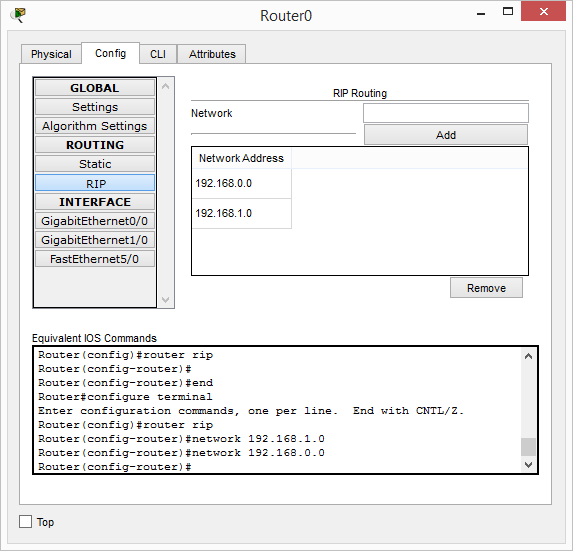 Router0
Physical Config CLI Attributes
GLOBAL
Settings
Algorithm Settings
ROUTING
Static
RIP
INTERFACE
GigabitEthernet0/0
GigabitEthernet1/0
FastEthernet5/0
RIP Routing
Network
Add
Network Address
192.168.0.0
192.168.1.0
Remove
Equivalent IOS Commands
Router(config)#router rip
Router(config-router)#
Router(config-router)#end
Router#configure terminal
Enter configuration commands, one per line.  End with CNTL/Z.
Router(config)#router rip
Router(config-router)#network 192.168.1.0
Router(config-router)#network 192.168.0.0
Router(config-router)#
Top